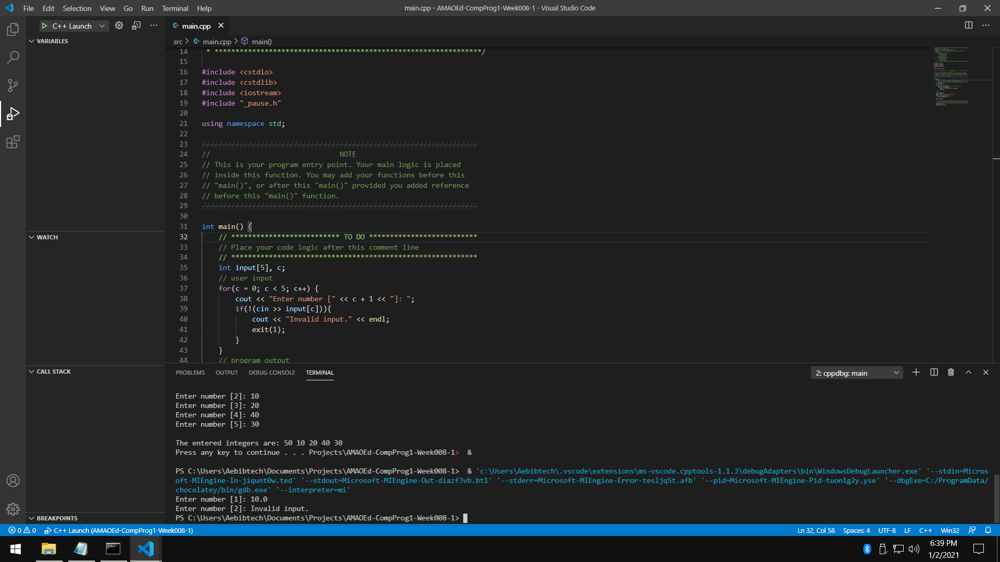 File Edit Selection View Go Run Terminal Help
main.cpp - AMAOEd-CompProg1-Week008-1 - Visual Studio Code
C++ Launch
main.cpp
VARIABLES
src > main.cpp > main()
14 * ****************************************************************/
15
16 #include <cstdio>
17 #include <cstdlib>
18 #include <iostream>
19 #include "_pause.h"
20
21 using namespace std;
22
23 //////////////////////////////////////////////////////////////////
24 // NOTE
25 // This is your program entry point. Your main logic is placed
26 // inside this function. You may add your functions before this
27 // "main()", or after this "main()" provided you added reference
28 // before this "main()" function.
29 //////////////////////////////////////////////////////////////////
30
31 int main() {
32 // ************************** TO DO **************************
33 // Place your code logic after this comment line
34 // ***********************************************************
35 int input[5], c;
36 // user input
37 for(c = 0; c < 5; c++) {
38 cout << "Enter number [" << c + 1 << "]: ";
39 if(!(cin >> input[c])){
40 cout << "Invalid input." << endl;
41 exit(1);
42 }
43 }
44 // program output
WATCH
CALL STACK
BREAKPOINTS
PROBLEMS OUTPUT DEBUG CONSOLE TERMINAL
2: cppdbg: main
Enter number [2]: 10
Enter number [3]: 20
Enter number [4]: 40
Enter number [5]: 30
The entered integers are: 50 10 20 40 30
Press any key to continue . . . Projects\AMAOEd-CompProg1-Week008-1> &
PS C:\Users\Aebibtech\Documents\Projects\AMAOEd-CompProg1-Week008-1> & 'c:\Users\Aebibtech\.vscode\extensions\ms-vscode.cpptools-1.1.3\debugAdapters\bin\WindowsDebugLauncher.exe' '--stdin=Micros
oft-MIEngine-In-jiqunt0w.ted' '--stdout=Microsoft-MIEngine-Out-diazf3vb.bt1' '--stderr=Microsoft-MIEngine-Error-tesljq5t.afb' '--pid=Microsoft-MIEngine-Pid-tuon1g2y.yse' '--dbgExe=C:/ProgramData/
chocolatey/bin/gdb.exe' '--interpreter=mi'
Enter number [1]: 10.0
Enter number [2]: Invalid input.
PS C:\Users\Aebibtech\Documents\Projects\AMAOEd-CompProg1-Week008-1>
0 0 C++ Launch (AMAOEd-CompProg1-Week008-1)
Ln 32, Col 58 Spaces: 4 UTF-8 LF C++ Win32
6:39 PM
1/2/2021